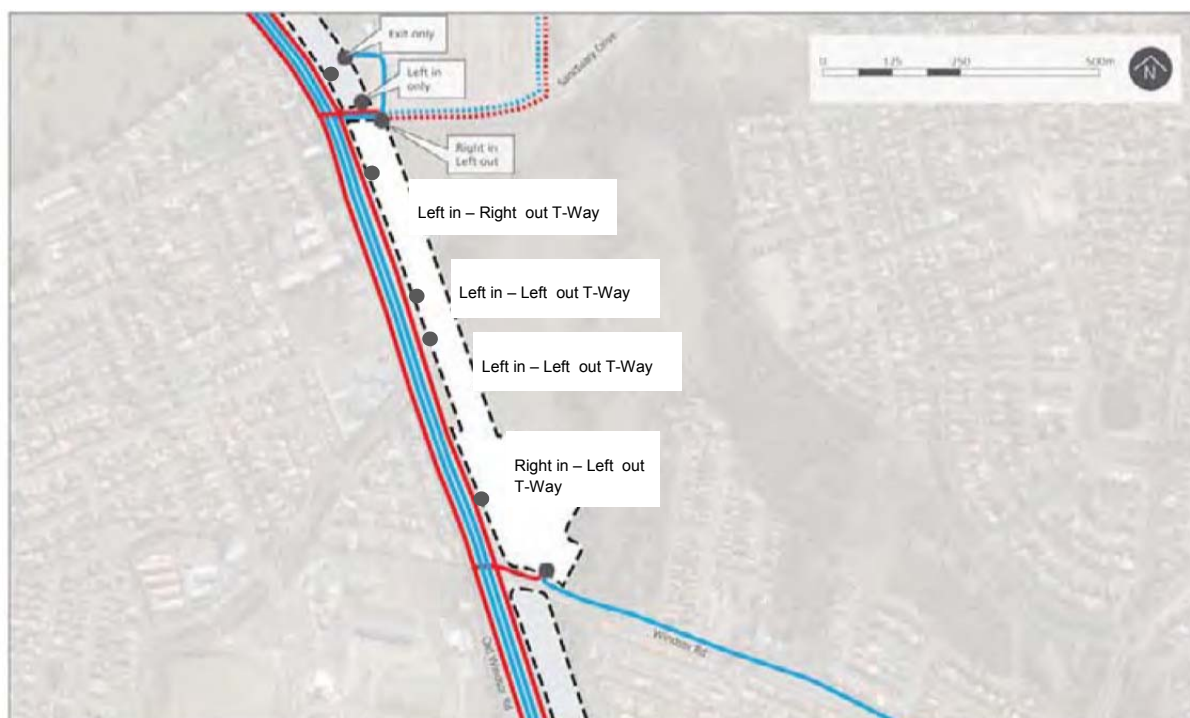 Exit only
Left in
only
Sanctuary Drive
0 125 250 500m
N
Right in
Left out
Left in – Right out T-Way
Left in – Left out T-Way
Left in – Left out T-Way
Right in – Left out
T-Way
Old Windsor Rd
Windsor Rd